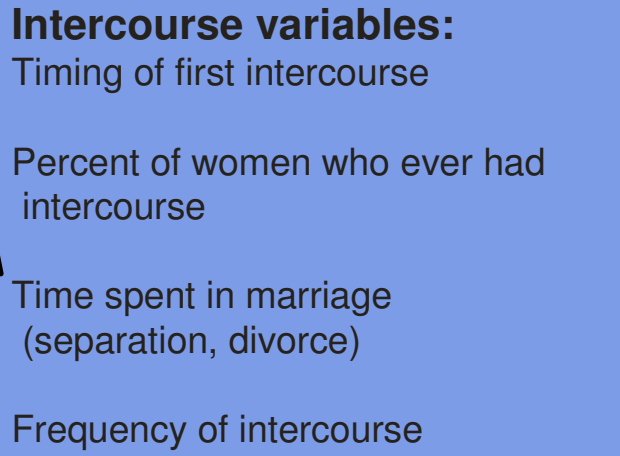 Intercourse variables:
Timing of first intercourse
Percent of women who ever had
intercourse
Time spent in marriage
(separation, divorce)
Frequency of intercourse